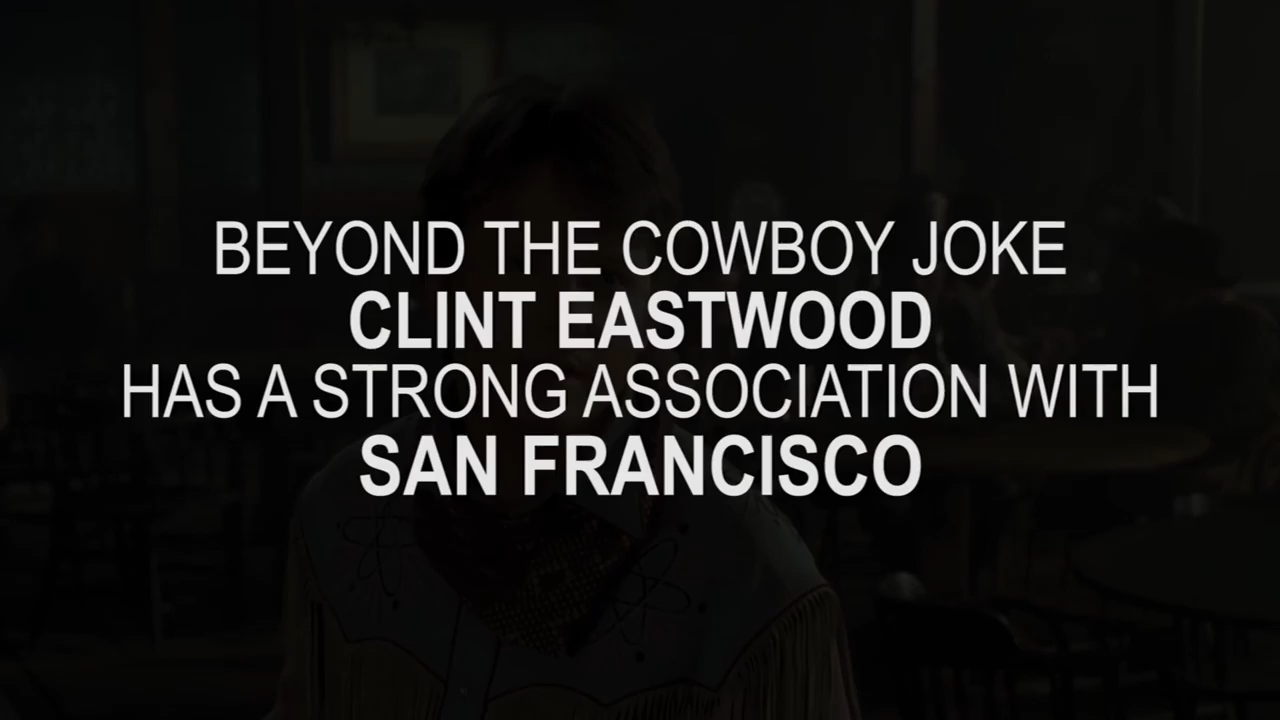 BEYOND THE COWBOY JOKE
CLINT EASTWOOD
HAS A STRONG ASSOCIATION WITH
SAN FRANCISCO